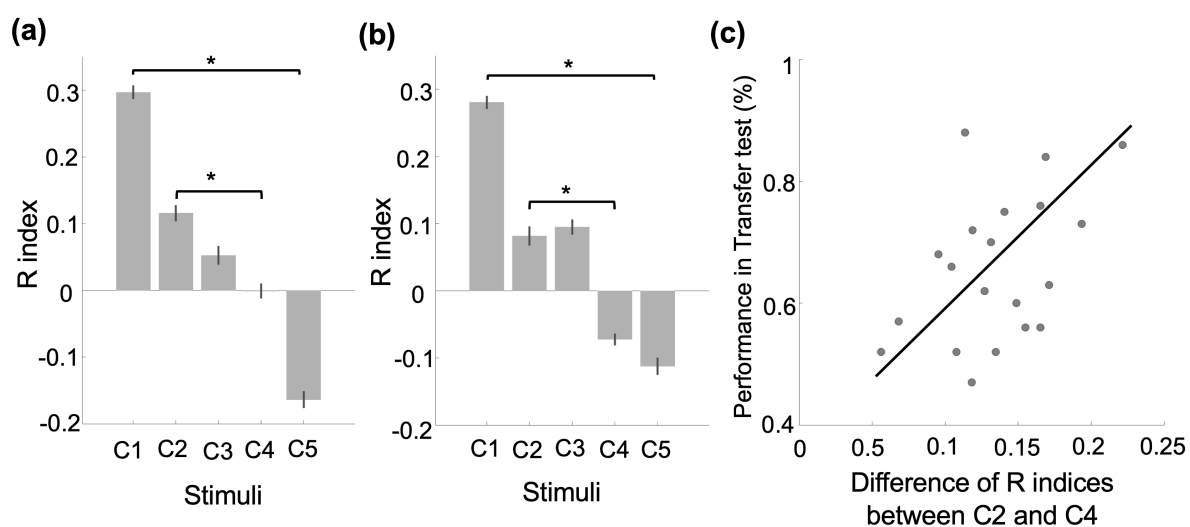 (a)
*
*
0.3
0.2
0.1
0
-0.1
-0.2
R index
C1 C2 C3 C4 C5
Stimuli
(b)
*
*
0.3
0.2
0.1
0
-0.1
-0.2
R index
C1 C2 C3 C4 C5
Stimuli
(c)
1
0.8
0.6
0.4
Performance in Transfer test (%)
0 0.5 0.1 0.15 0.2 0.25
Difference of R indices
between C2 and C4